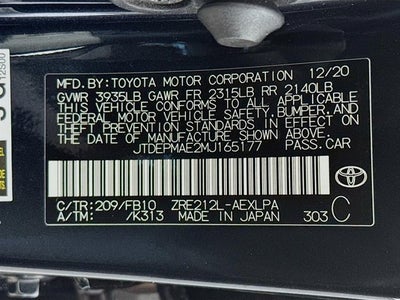 MFD.BY:TOYOTA MOTOR CORPORATION 12/20
GVWR 3935LB GAWR FR 2315LB RR 2140LB
THIS VEHICLE CONFORMS TO ALL APPLICABLE
FEDERAL MOTOR VEHICLE SAFETY,BUMPER,AND
THEFT PREVENTION STANDARDS IN EFFECT ON
THE DATE OF MANUFACTURE SHOWN ABOVE.
JTDEPMAE2MJ165177 PASS.CAR
C/TR:209/FB10 ZRE212L-AEXLPA
A/TM: /K313 MADE IN JAPAN 303 C